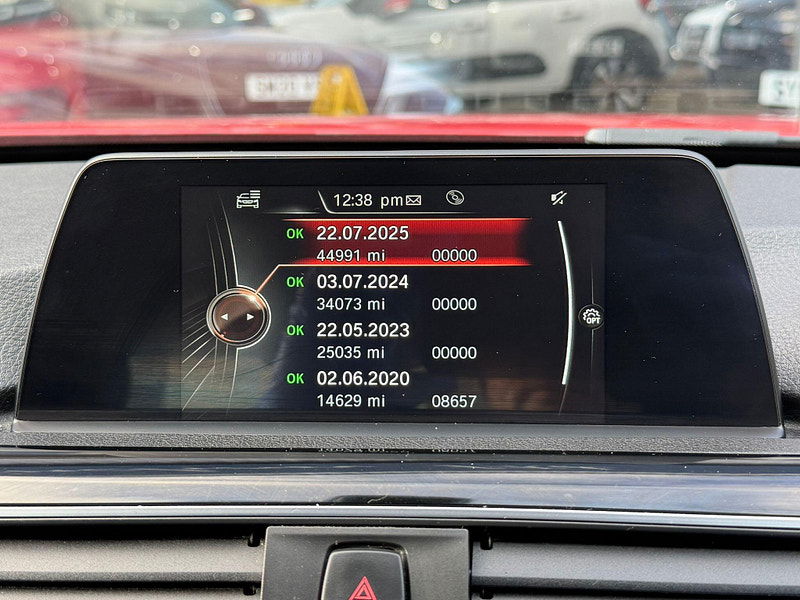 12:38 pm
OK 22.07.2025
44991 mi 00000
OK 03.07.2024
34073 mi 00000
OK 22.05.2023
25035 mi 00000
OK 02.06.2020
14629 mi 08657
OPT